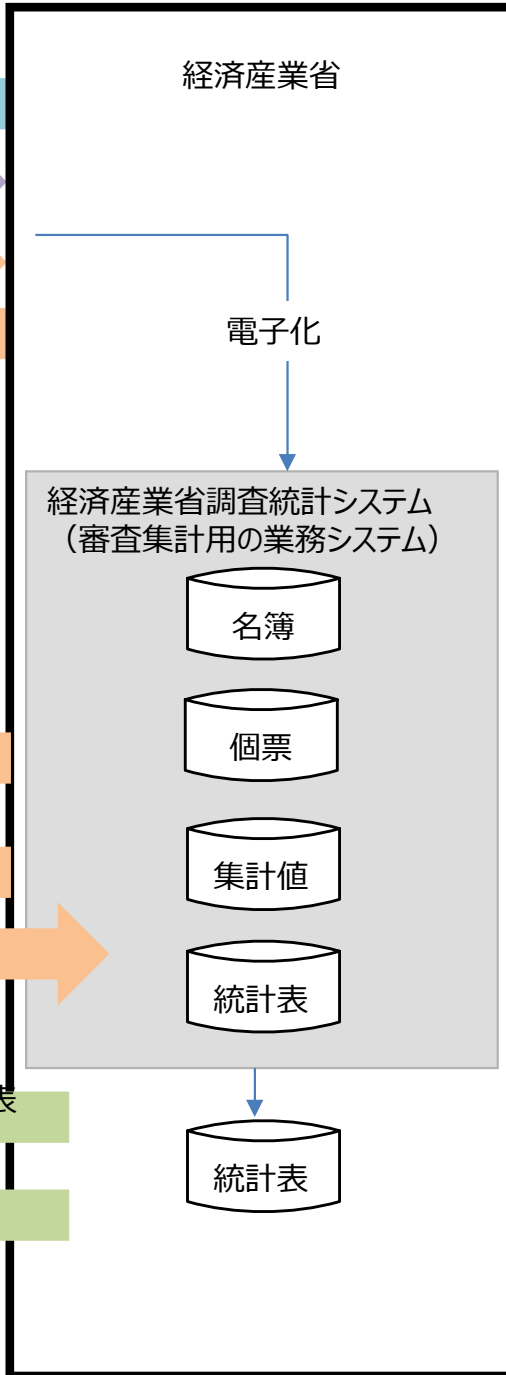 経済産業省
電子化
経済産業省調査統計システム
（審査集計用の業務システム）
名簿
個票
集計値
統計表
表
統計表